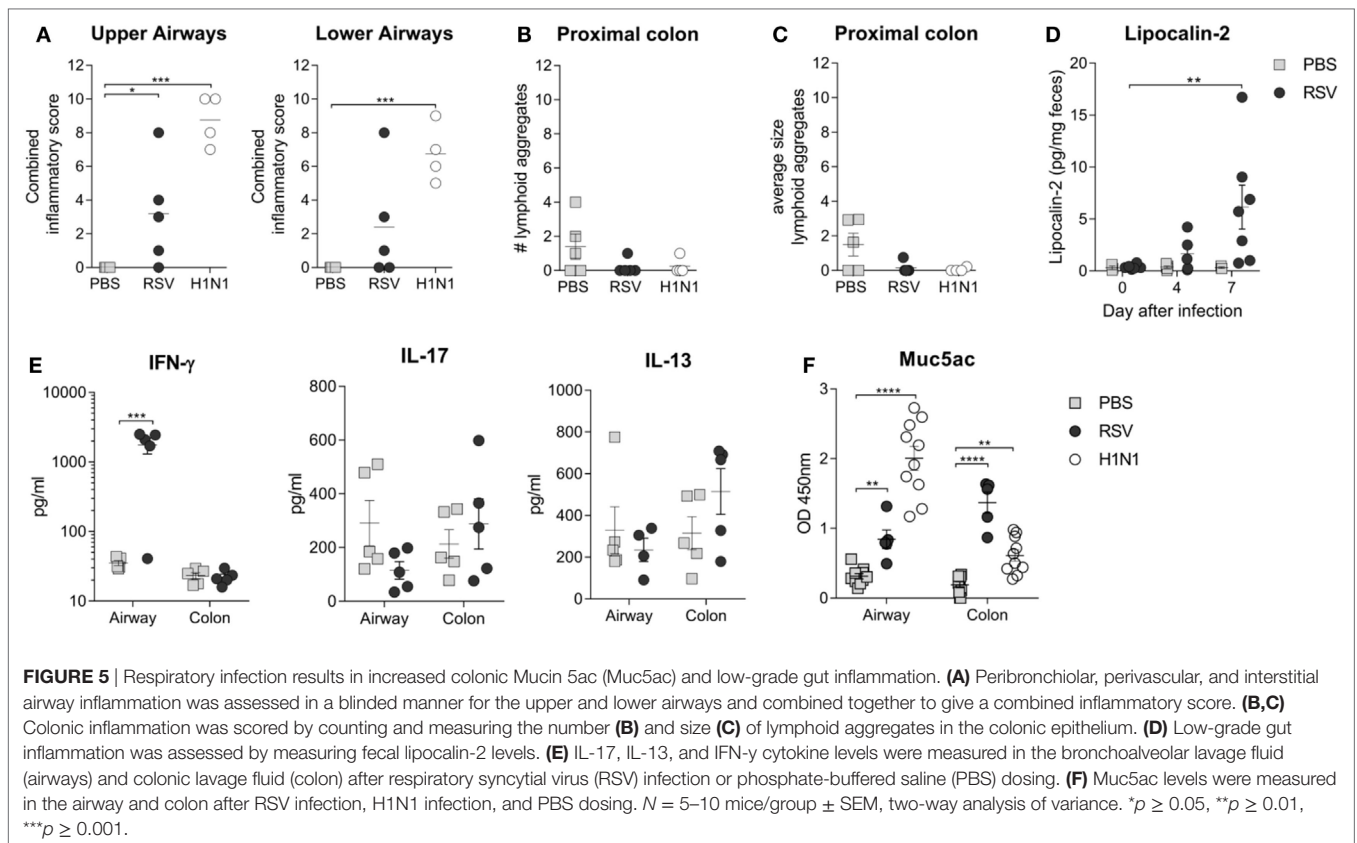 A
Upper Airways
Combined
inflammatory score
12
10
8
6
4
2
0
***
*
PBS RSV H1N1
Lower Airways
Combined
inflammatory score
12
10
8
6
4
2
0
***
PBS RSV H1N1
B
Proximal colon
# lymphoid aggregates
12
10
8
6
4
2
0
PBS RSV H1N1
C
Proximal colon
average size
lymphoid aggregates
12
10
8
6
4
2
0
PBS RSV H1N1
D
Lipocalin-2
Lipocalin-2 (pg/mg feces)
20
15
10
5
0
**
PBS
RSV
0 4 7
Day after infection
E
IFN-γ
pg/ml
10000
1000
100
10
***
Airway Colon
IL-17
pg/ml
800
600
400
200
0
Airway Colon
IL-13
pg/ml
1000
800
600
400
200
0
Airway Colon
F
Muc5ac
OD 450nm
3
2
1
0
****
**
**
****
Airway Colon
PBS
RSV
H1N1
FIGURE 5 | Respiratory infection results in increased colonic Mucin 5ac (Muc5ac) and low-grade gut inflammation. (A) Peribronchiolar, perivascular, and interstitial
airway inflammation was assessed in a blinded manner for the upper and lower airways and combined together to give a combined inflammatory score. (B,C)
Colonic inflammation was scored by counting and measuring the number (B) and size (C) of lymphoid aggregates in the colonic epithelium. (D) Low-grade gut
inflammation was assessed by measuring fecal lipocalin-2 levels. (E) IL-17, IL-13, and IFN-y cytokine levels were measured in the bronchoalveolar lavage fluid
(airways) and colonic lavage fluid (colon) after respiratory syncytial virus (RSV) infection or phosphate-buffered saline (PBS) dosing. (F) Muc5ac levels were measured
in the airway and colon after RSV infection, H1N1 infection, and PBS dosing. N = 5–10 mice/group ± SEM, two-way analysis of variance. *p ≥ 0.05, **p ≥ 0.01,
***p ≥ 0.001.